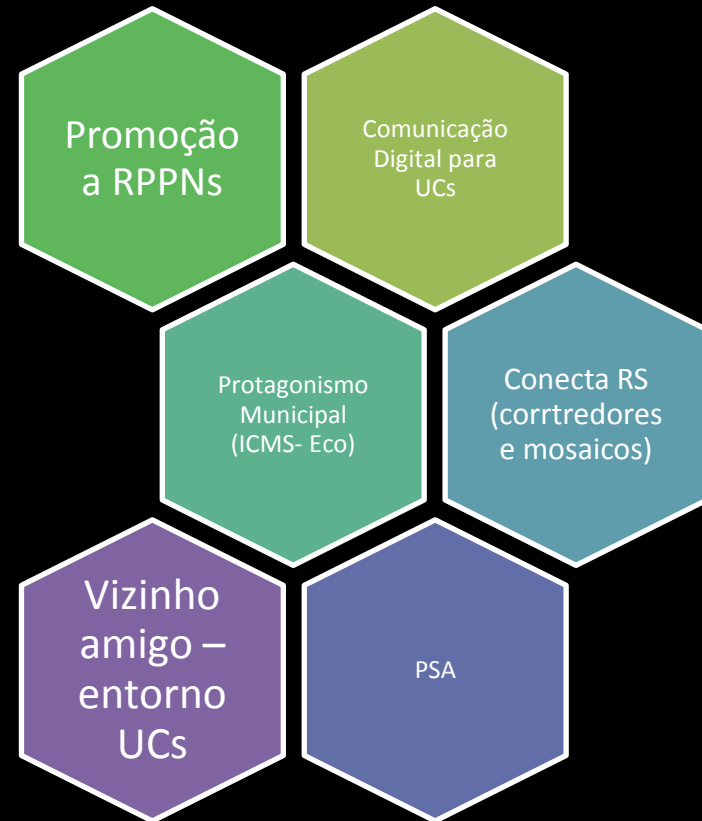 Promoção
a RPPNs
Comunicação
Digital para
UCs
Protagonismo
Municipal
(ICMS- Eco)
Conecta RS
(corrtredores
e mosaicos)
Vizinho
amigo –
entorno
UCs
PSA